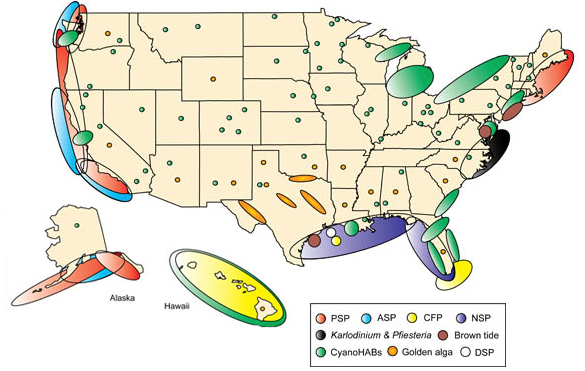 Alaska
Hawaii
PSP ASP CFP NSP
Karlodinium & Pfiesteria Brown tide
CyanoHABs Golden alga DSP